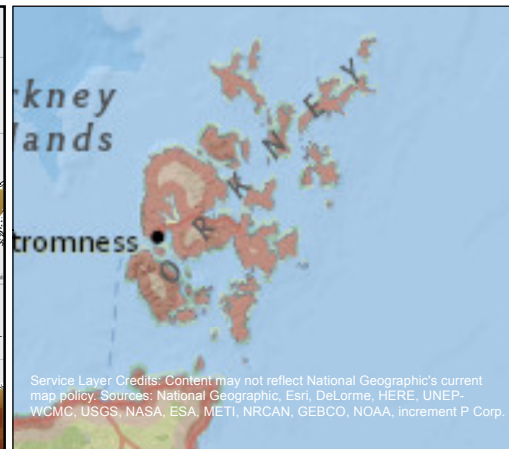 rkney
lands
ORKNEY
tromness
Service Layer Credits: Content may not reflect National Geographic's current
map policy. Sources: National Geographic, Esri, DeLorme, HERE, UNEP-
WCMC, USGS, NASA, ESA, METI, NRCAN, GEBCO, NOAA, increment P Corp.